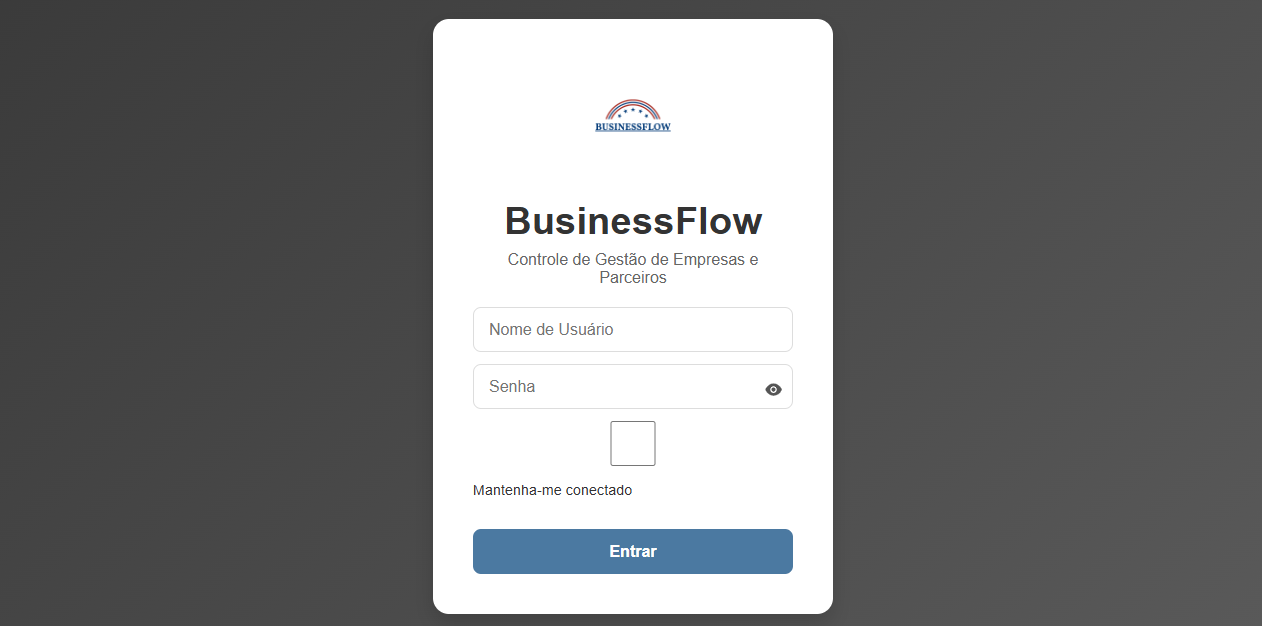 BUSINESSFLOW
BusinessFlow
Controle de Gestão de Empresas e
Parceiros
Nome de Usuário
Senha
Mantenha-me conectado
Entrar